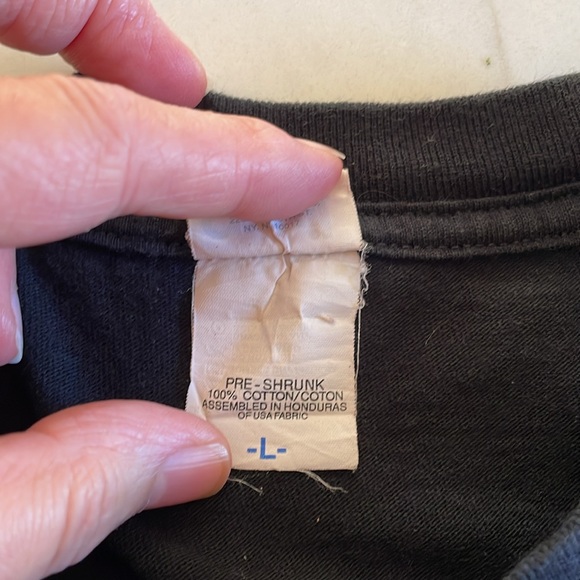 PRE-SHRUNK
100% COTTON/COTON
ASSEMBLED IN HONDURAS
OF USA FABRIC
-L-